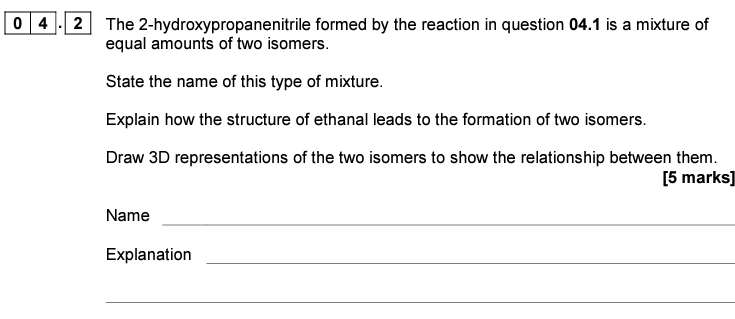 04.2 The 2-hydroxypropanenitrile formed by the reaction in question 04.1 is a mixture of
equal amounts of two isomers.
State the name of this type of mixture.
Explain how the structure of ethanal leads to the formation of two isomers.
Draw 3D representations of the two isomers to show the relationship between them.
[5 marks]
Name
Explanation